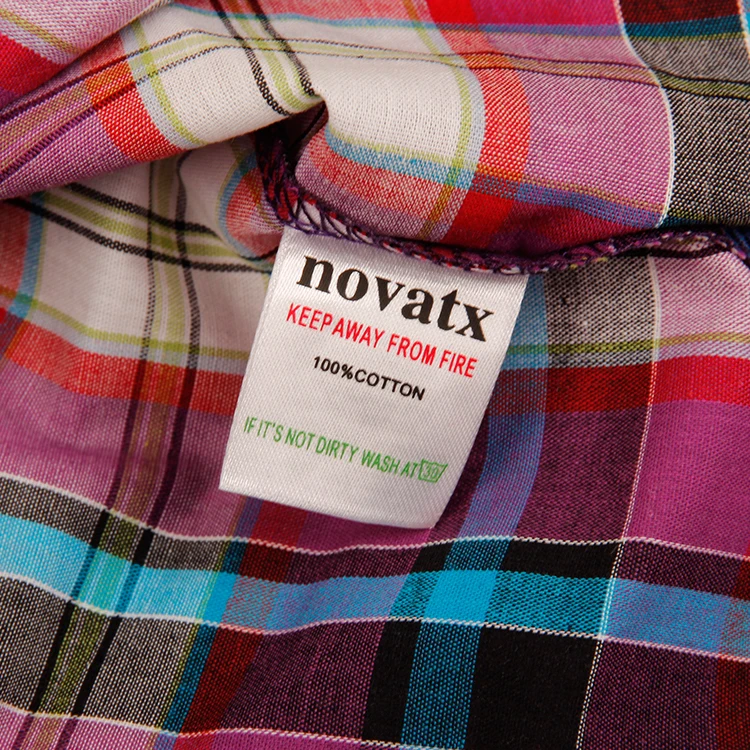 novatx
KEEP AWAY FROM FIRE
100%COTTON
IF IT'S NOT DIRTY WASH AT 30